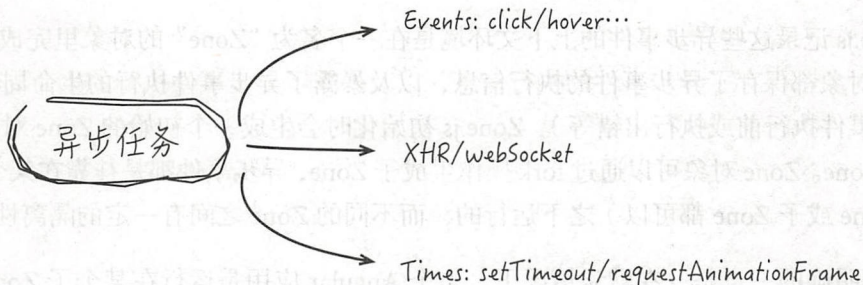 Events: click/hover…
异步任务
XHR/webSocket
Times: setTimeout/requestAnimationFrame